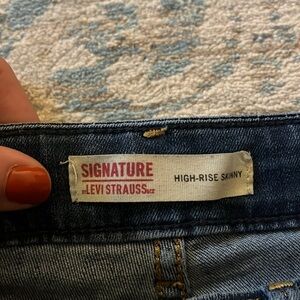 SIGNATURE
BY LEVI STRAUSS & CO.
HIGH-RISE SKINNY